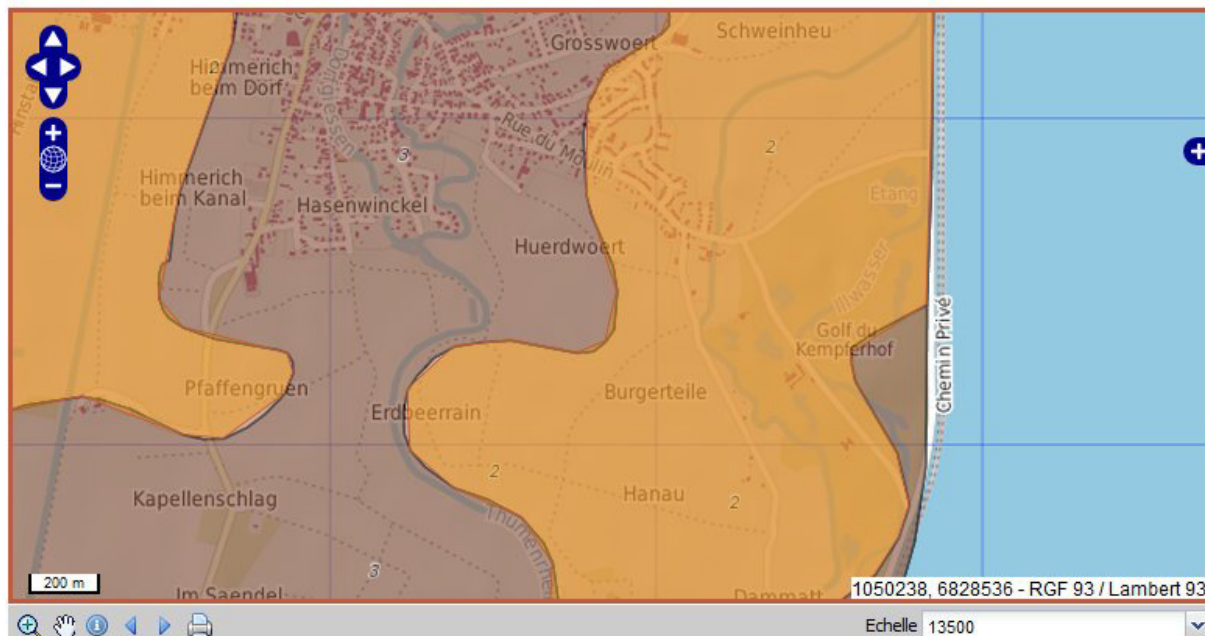 Schweinheu
Grosswoert
Himmerich
beim Dorf
2
Dorfgiessen
Rue du Moulin
3
2
Himmerich
beim Kanal
Hasenwinckel
Etang
Huerdwoert
Illwasser
Golf du
Kempferhof
Chemin Privé
Pfaffengruen
Burgerteile
Erdbeerrain
2
Kapellenschlag
Hanau
2
3
200 m
Im Saendel
Dammatt
1050238, 6828536 - RGF 93 / Lambert 93
Echelle 13500